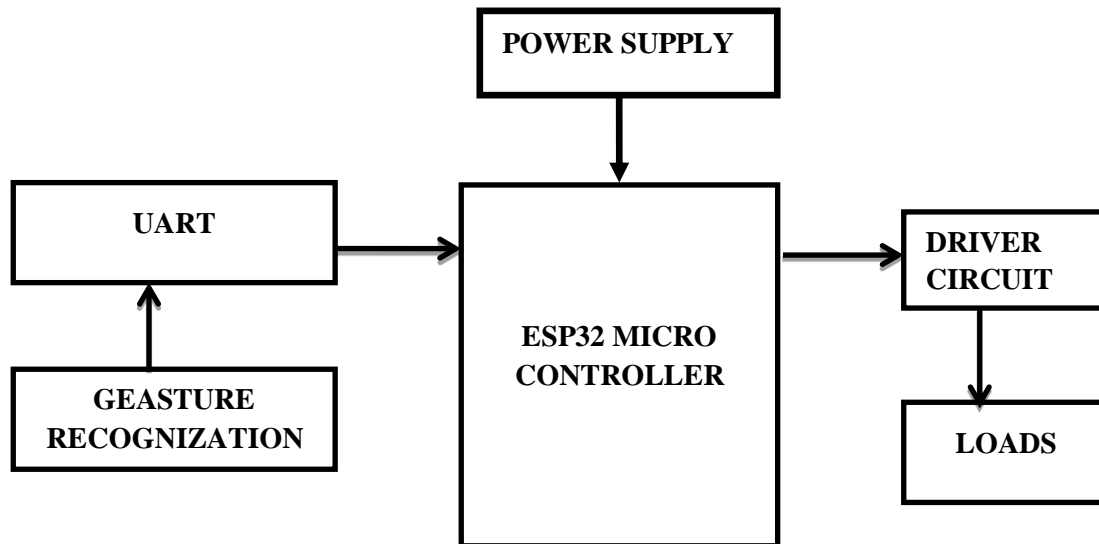 POWER SUPPLY
UART
GEASTURE
RECOGNIZATION
ESP32 MICRO
CONTROLLER
DRIVER
CIRCUIT
LOADS